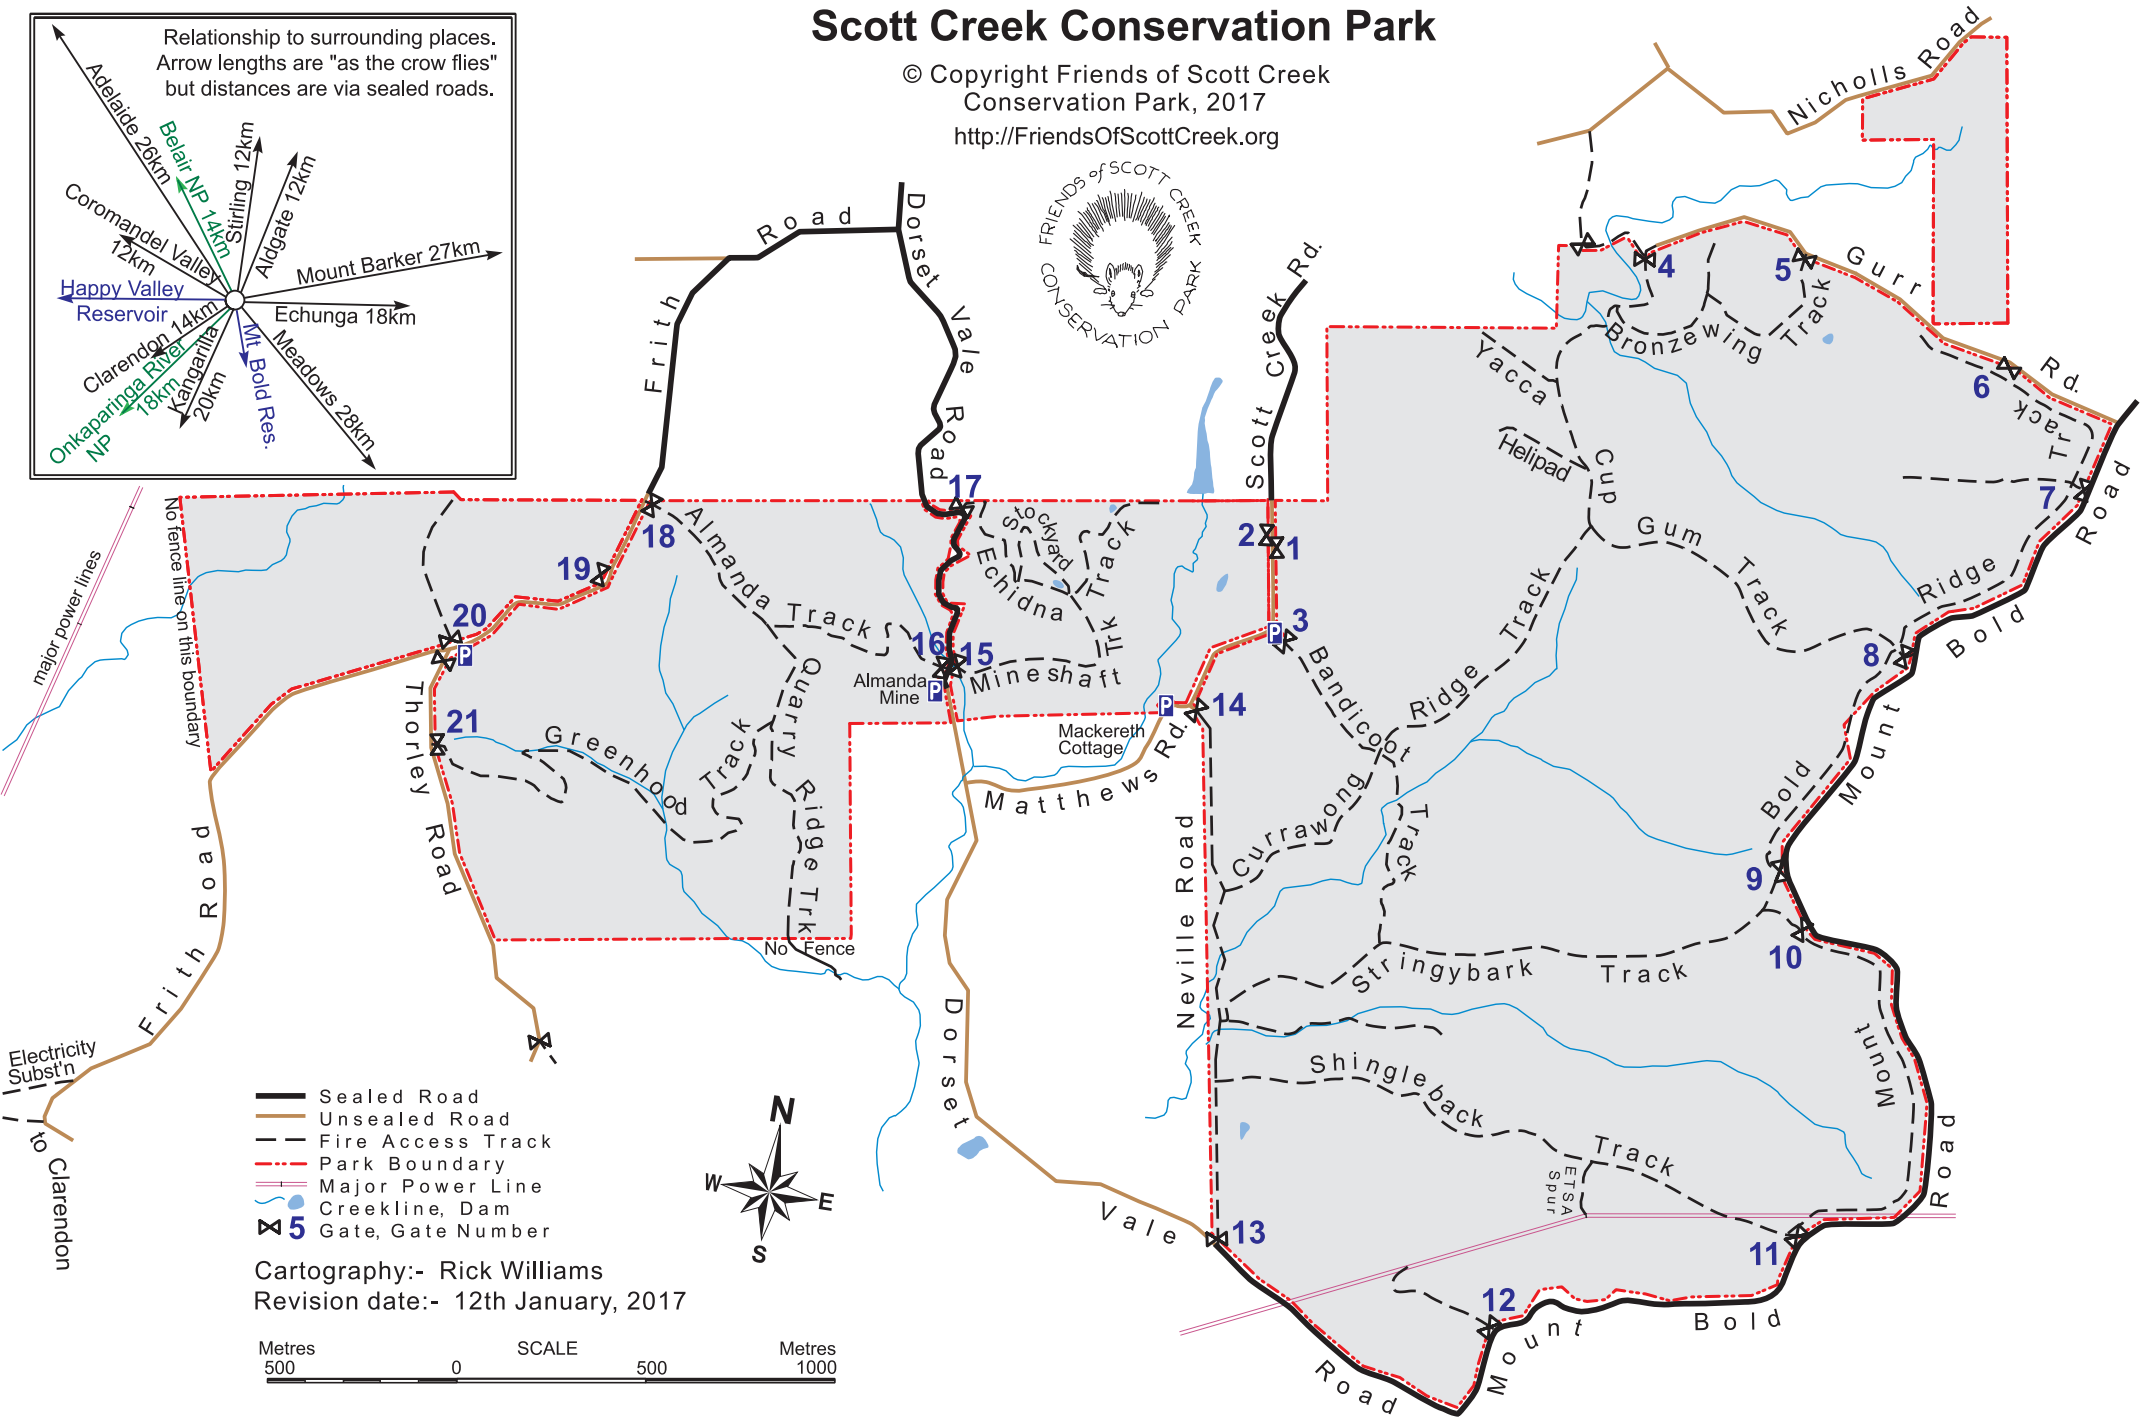 Scott Creek Conservation Park
© Copyright Friends of Scott Creek
Conservation Park, 2017
http://FriendsOfScottCreek.org
FRIENDS of SCOTT CREEK
CONSERVATION PARK
Relationship to surrounding places.
Arrow lengths are "as the crow flies"
but distances are via sealed roads.
Adelaide 26km
Belair NP 14km
Stirling 12km
Aldgate 12km
Coromandel Valley
12km
Mount Barker 27km
Happy Valley
Reservoir
Echunga 18km
Clarendon 14km
Onkaparinga River
18km
NP
Kangarilla
20km
Mt. Bold Res.
Meadows 28km
Nicholls Road
Frith Road
Dorset Vale Road
Scott Creek Rd.
Gurr Rd.
4
5
6
7
Bronzewing Track
Yacca
Helipad
Cup Gum Track
Track
Ridge
Mount Bold Road
major power lines
No fence line on this boundary
17
18
19
20
21
16
15
2
1
3
14
8
9
10
11
12
13
P
P
P
P
Almanda Track
Stockyard
Echidna Track
Mineshaft Trk
Almanda
Mine
Mackereth
Cottage
Matthews Rd.
Bandicoot Track
Ridge Track
Currawong
Neville Road
Quarry Ridge Trk
Greenhood Track
Thorley Road
No Fence
Frith Road
Electricity
Subst'n
to Clarendon
Stringybark Track
Shingleback Track
ETSA
Spur
Bold
Mount
Dorset Vale Road
Mount Bold Road
Sealed Road
Unsealed Road
Fire Access Track
Park Boundary
Major Power Line
Creekline, Dam
5 Gate, Gate Number
N
W
E
S
Cartography:- Rick Williams
Revision date:- 12th January, 2017
Metres SCALE Metres
500 0 500 1000